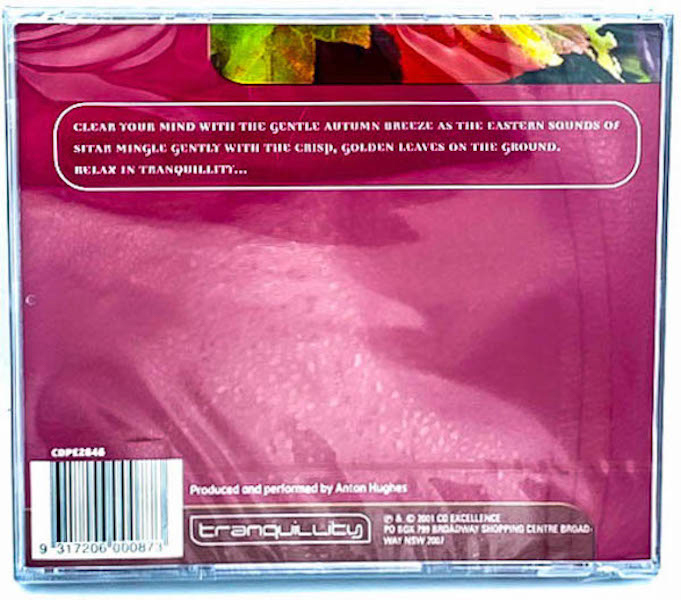 CLEAR YOUR MIND WITH THE GENTLE AUTUMN BREEZE AS THE EASTERN SOUNDS OF
SITAR MINGLE GENTLY WITH THE CRISP, GOLDEN LEAVES ON THE GROUND.
RELAX IN TRANQUILLITY...
CDPE2646
9 317206 000873
Produced and performed by Anton Hughes
tranquillity
℗ & © 2001 CD EXCELLENCE
PO BOX 799 BROADWAY SHOPPING CENTRE BROAD-
WAY NSW 2007